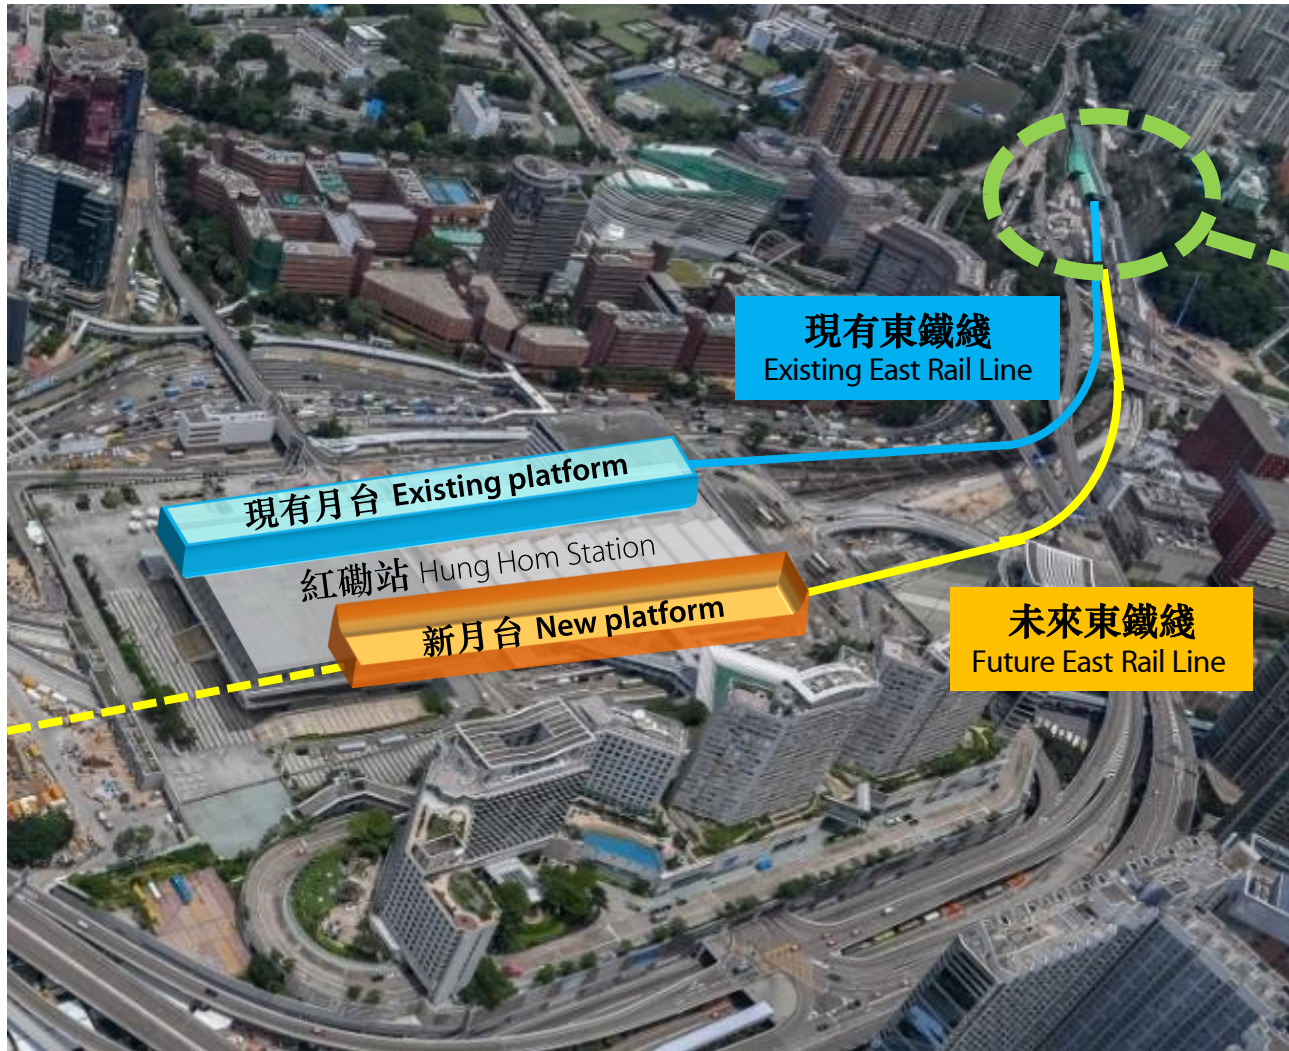 現有東鐵綫
Existing East Rail Line
現有月台 Existing platform
紅磡站 Hung Hom Station
新月台 New platform
未來東鐵綫
Future East Rail Line